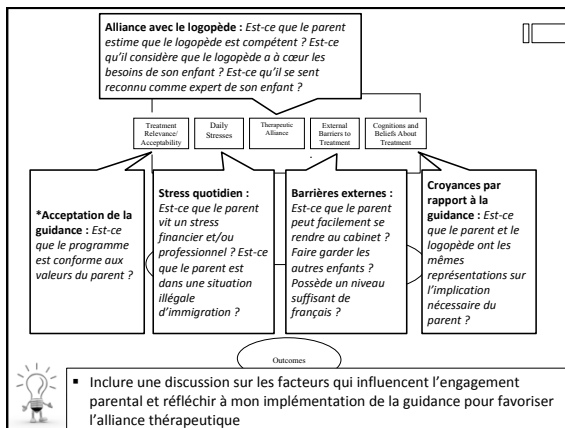 Alliance avec le logopède : Est-ce que le parent
estime que le logopède est compétent ? Est-ce
qu'il considère que le logopède a à cœur les
besoins de son enfant ? Est-ce qu'il se sent
reconnu comme expert de son enfant ?
Treatment
Relevance/
Acceptability
Daily
Stresses
Therapeutic
Alliance
External
Barriers to
Treatment
Cognitions and
Beliefs About
Treatment
*Acceptation de la
guidance : Est-ce
que le programme
est conforme aux
valeurs du parent ?
Stress quotidien :
Est-ce que le parent
vit un stress
financier et/ou
professionnel ? Est-ce
que le parent est
dans une situation
illégale
d'immigration ?
Barrières externes :
Est-ce que le parent
peut facilement se
rendre au cabinet ?
Faire garder les
autres enfants ?
Possède un niveau
suffisant de
français ?
Croyances par
rapport à la
guidance : Est-ce
que le parent et le
logopède ont les
mêmes
représentations sur
l'implication
nécessaire du
parent ?
Outcomes
▪ Inclure une discussion sur les facteurs qui influencent l'engagement
parental et réfléchir à mon implémentation de la guidance pour favoriser
l'alliance thérapeutique